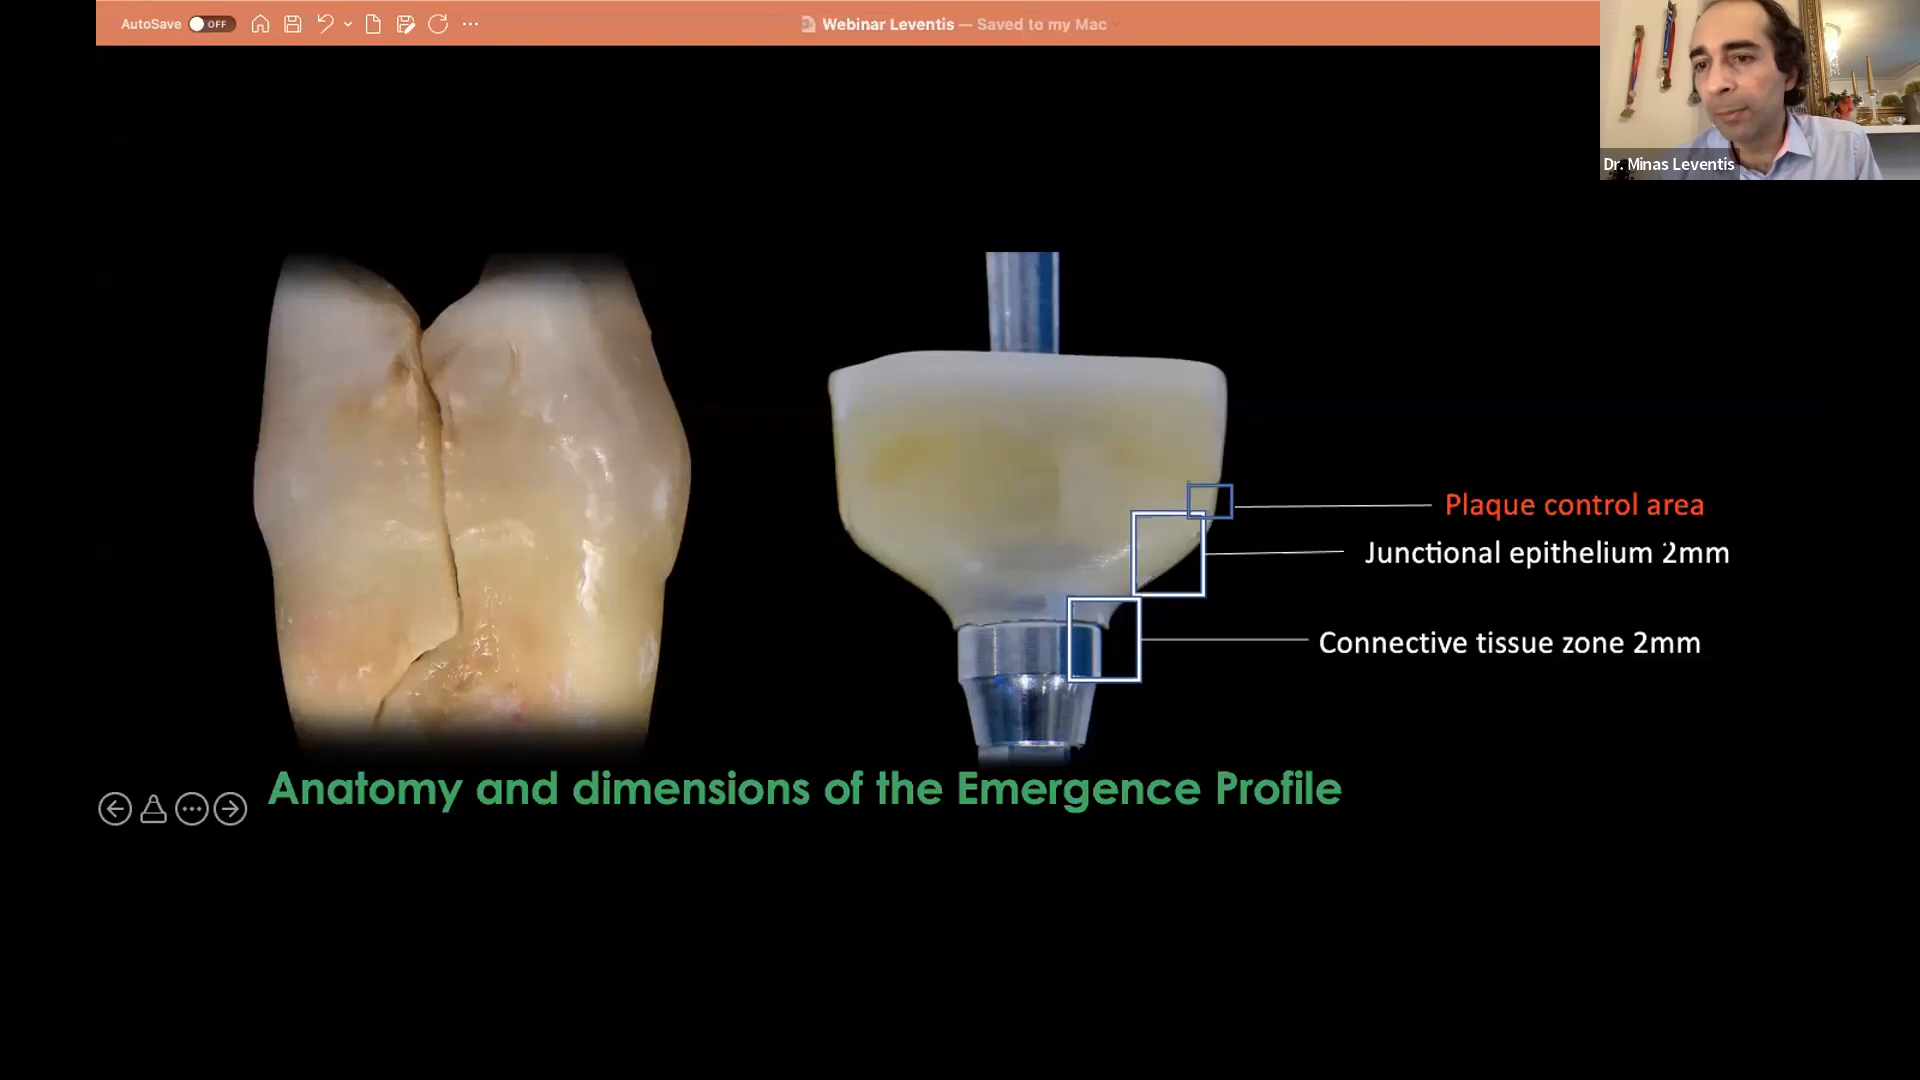 AutoSave OFF
Webinar Leventis — Saved to my Mac
Dr. Minas Leventis
Plaque control area
Junctional epithelium 2mm
Connective tissue zone 2mm
Anatomy and dimensions of the Emergence Profile